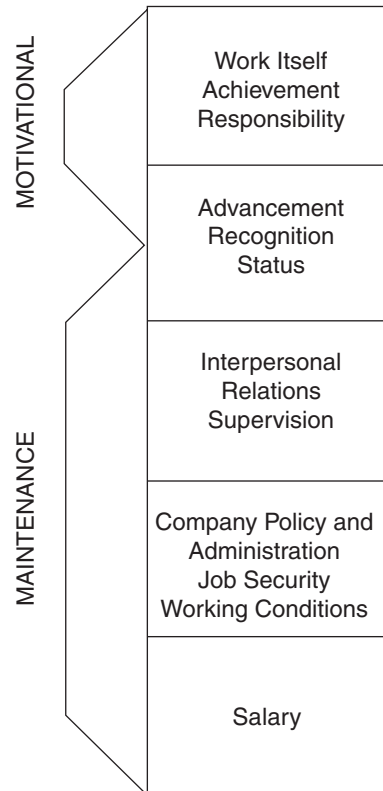 MOTIVATIONAL
Work Itself
Achievement
Responsibility
Advancement
Recognition
Status
MAINTENANCE
Interpersonal
Relations
Supervision
Company Policy and
Administration
Job Security
Working Conditions
Salary